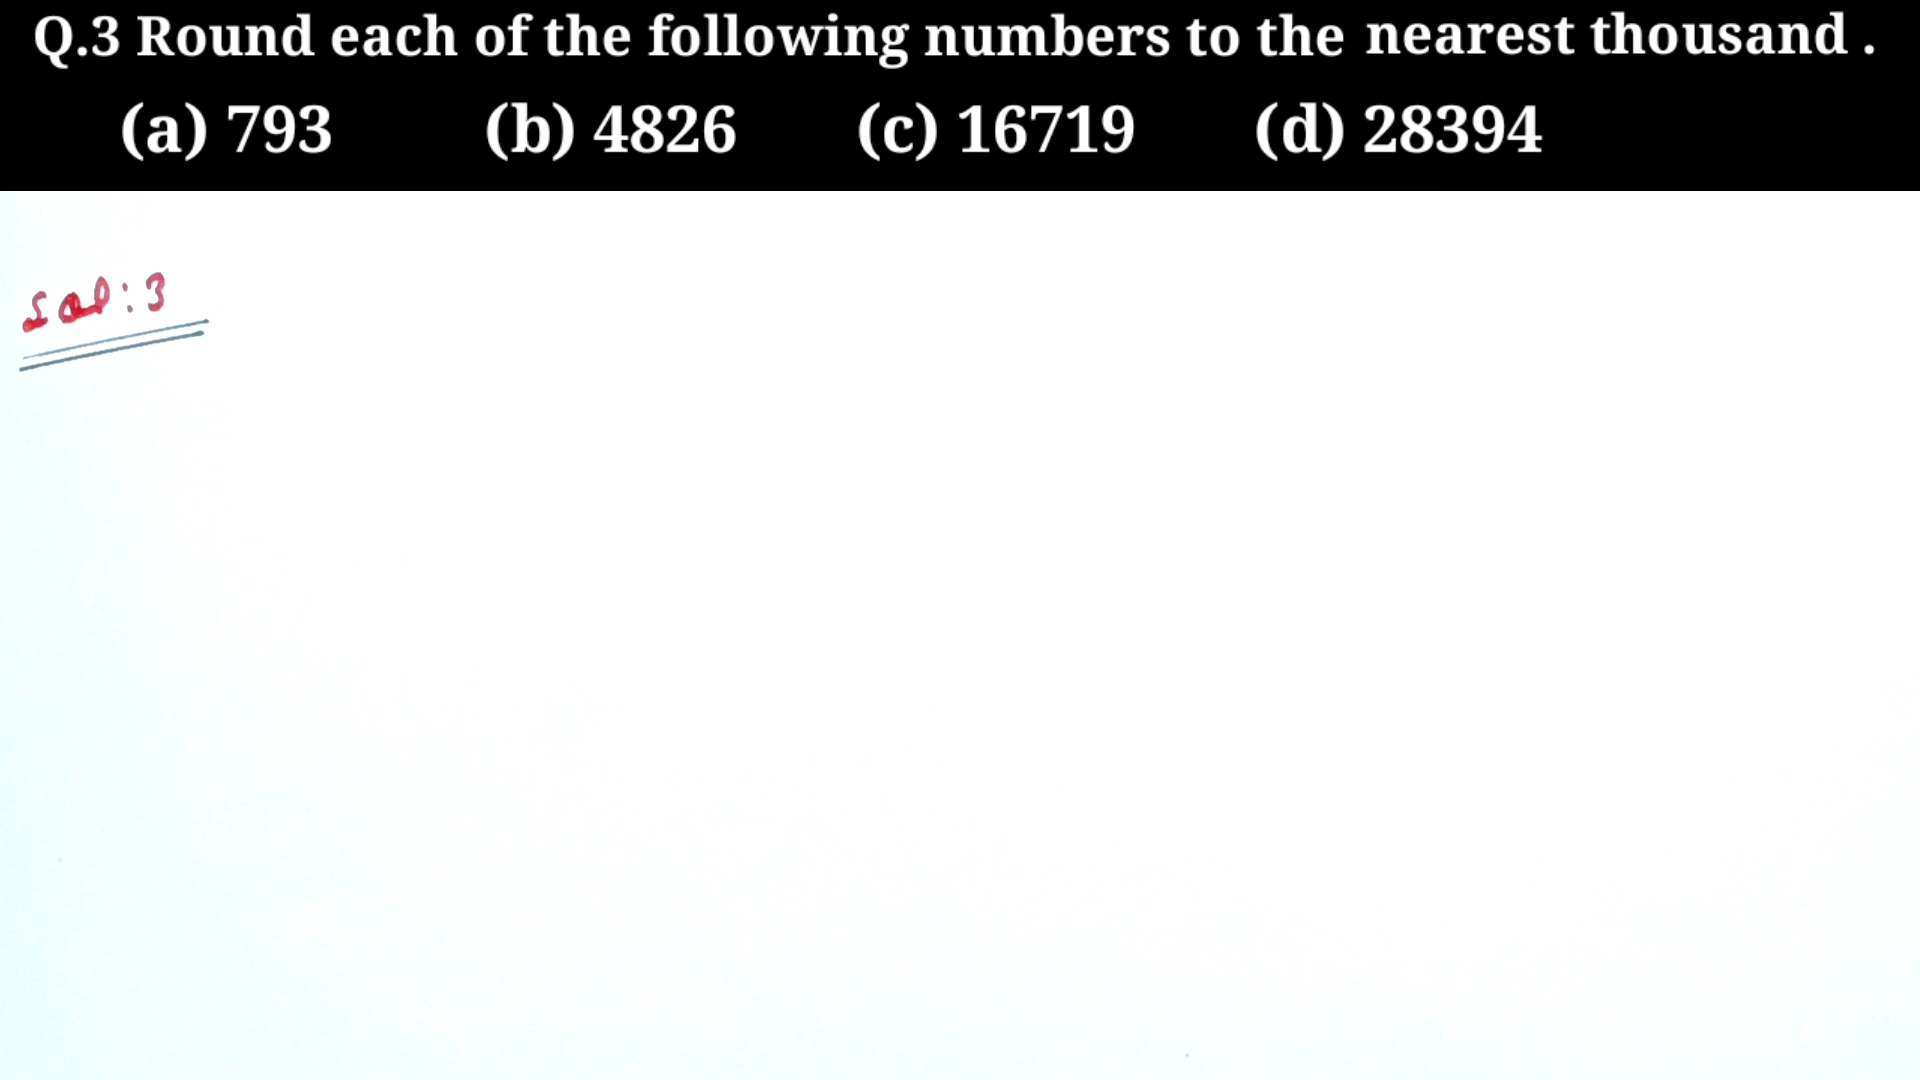 Q.3 Round each of the following numbers to the nearest thousand .
(a) 793 (b) 4826 (c) 16719 (d) 28394
Sol : 3